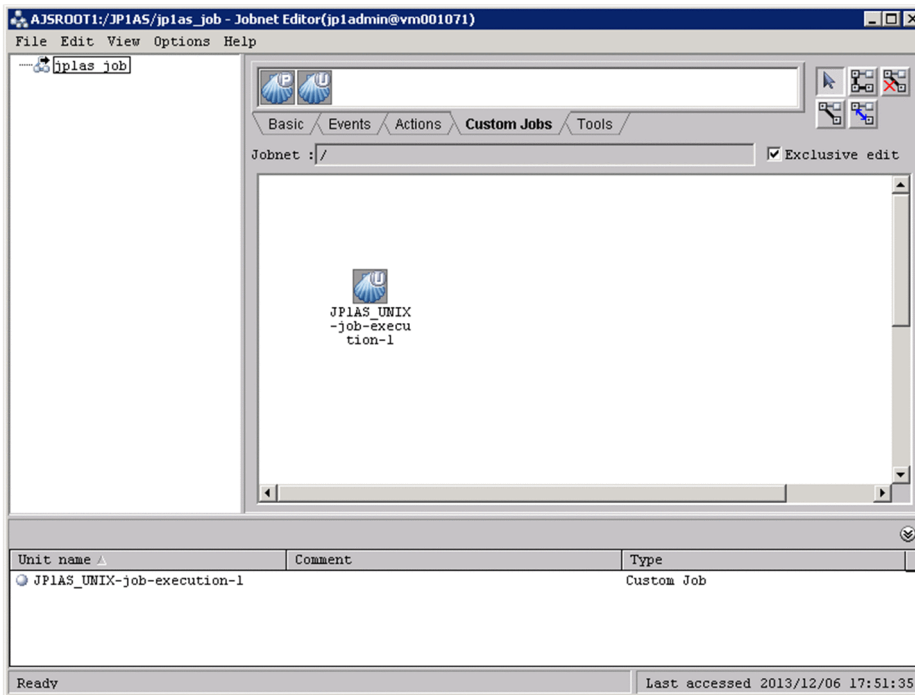 AJSROOT1:/JP1AS/jp1as_job - Jobnet Editor(jp1admin@vm001071)
File Edit View Options Help
jp1as_job
P U
Basic Events Actions Custom Jobs Tools
Jobnet : / Exclusive edit
U
JP1AS_UNIX
-job-execu
tion-1
Unit name Comment Type
JP1AS_UNIX-job-execution-1 Custom Job
Ready Last accessed 2013/12/06 17:51:35